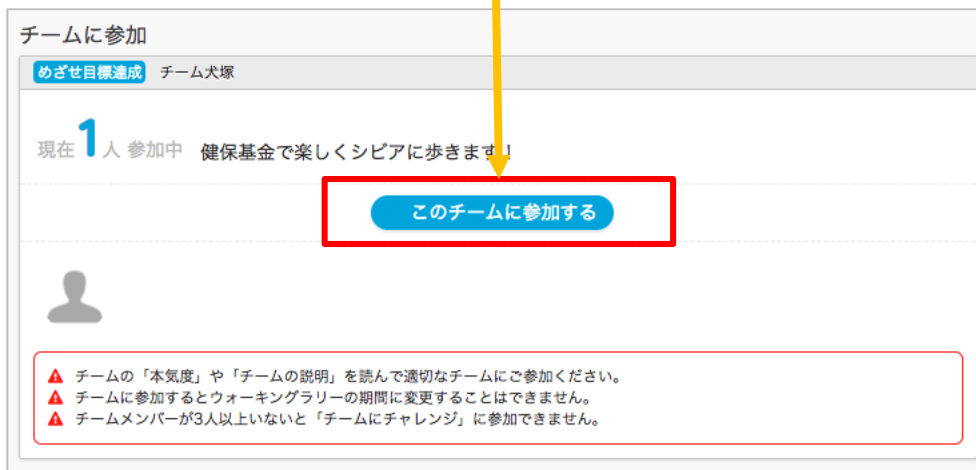 チームに参加
めざせ目標達成 チーム犬塚
現在 1 人 参加中 健保基金で楽しくシビアに歩きます！
このチームに参加する
チームの「本気度」や「チームの説明」を読んで適切なチームにご参加ください。
チームに参加するとウォーキングラリーの期間に変更することはできません。
チームメンバーが3人以上いないと「チームにチャレンジ」に参加できません。